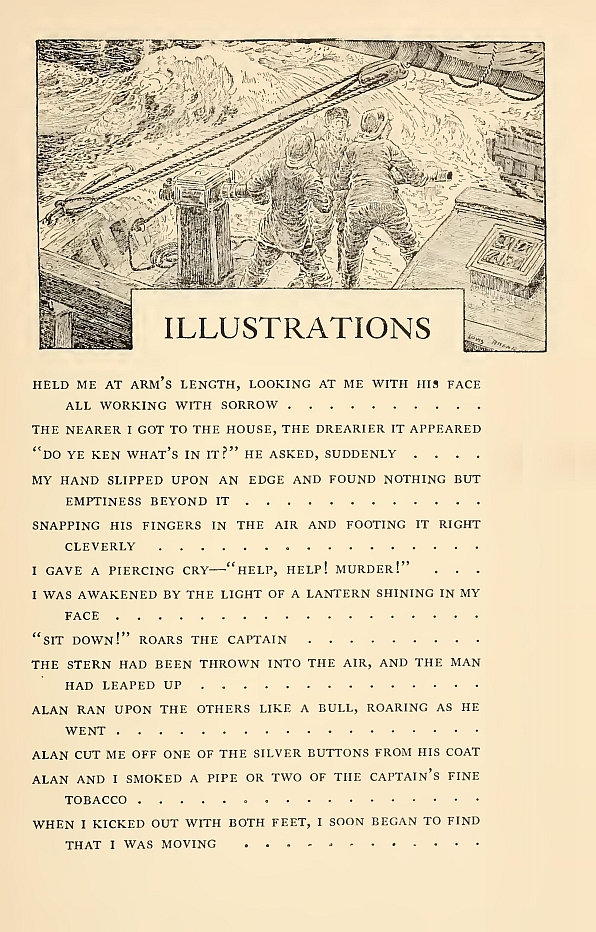 ILLUSTRATIONS
HELD ME AT ARM'S LENGTH, LOOKING AT ME WITH HIS FACE
ALL WORKING WITH SORROW . . . . . . . . . .
THE NEARER I GOT TO THE HOUSE, THE DREARIER IT APPEARED
"DO YE KEN WHAT'S IN IT?" HE ASKED, SUDDENLY . . . .
MY HAND SLIPPED UPON AN EDGE AND FOUND NOTHING BUT
EMPTINESS BEYOND IT . . . . . . . . . . . .
SNAPPING HIS FINGERS IN THE AIR AND FOOTING IT RIGHT
CLEVERLY . . . . . . . . . . . . . . . .
I GAVE A PIERCING CRY—"HELP, HELP! MURDER!" . . .
I WAS AWAKENED BY THE LIGHT OF A LANTERN SHINING IN MY
FACE . . . . . . . . . . . . . . . . . .
"SIT DOWN!" ROARS THE CAPTAIN . . . . . . . . .
THE STERN HAD BEEN THROWN INTO THE AIR, AND THE MAN
HAD LEAPED UP . . . . . . . . . . . . . .
ALAN RAN UPON THE OTHERS LIKE A BULL, ROARING AS HE
WENT . . . . . . . . . . . . . . . . . .
ALAN CUT ME OFF ONE OF THE SILVER BUTTONS FROM HIS COAT
ALAN AND I SMOKED A PIPE OR TWO OF THE CAPTAIN'S FINE
TOBACCO . . . . . . . . . . . . . . . . .
WHEN I KICKED OUT WITH BOTH FEET, I SOON BEGAN TO FIND
THAT I WAS MOVING . . . . . . . . . . . .